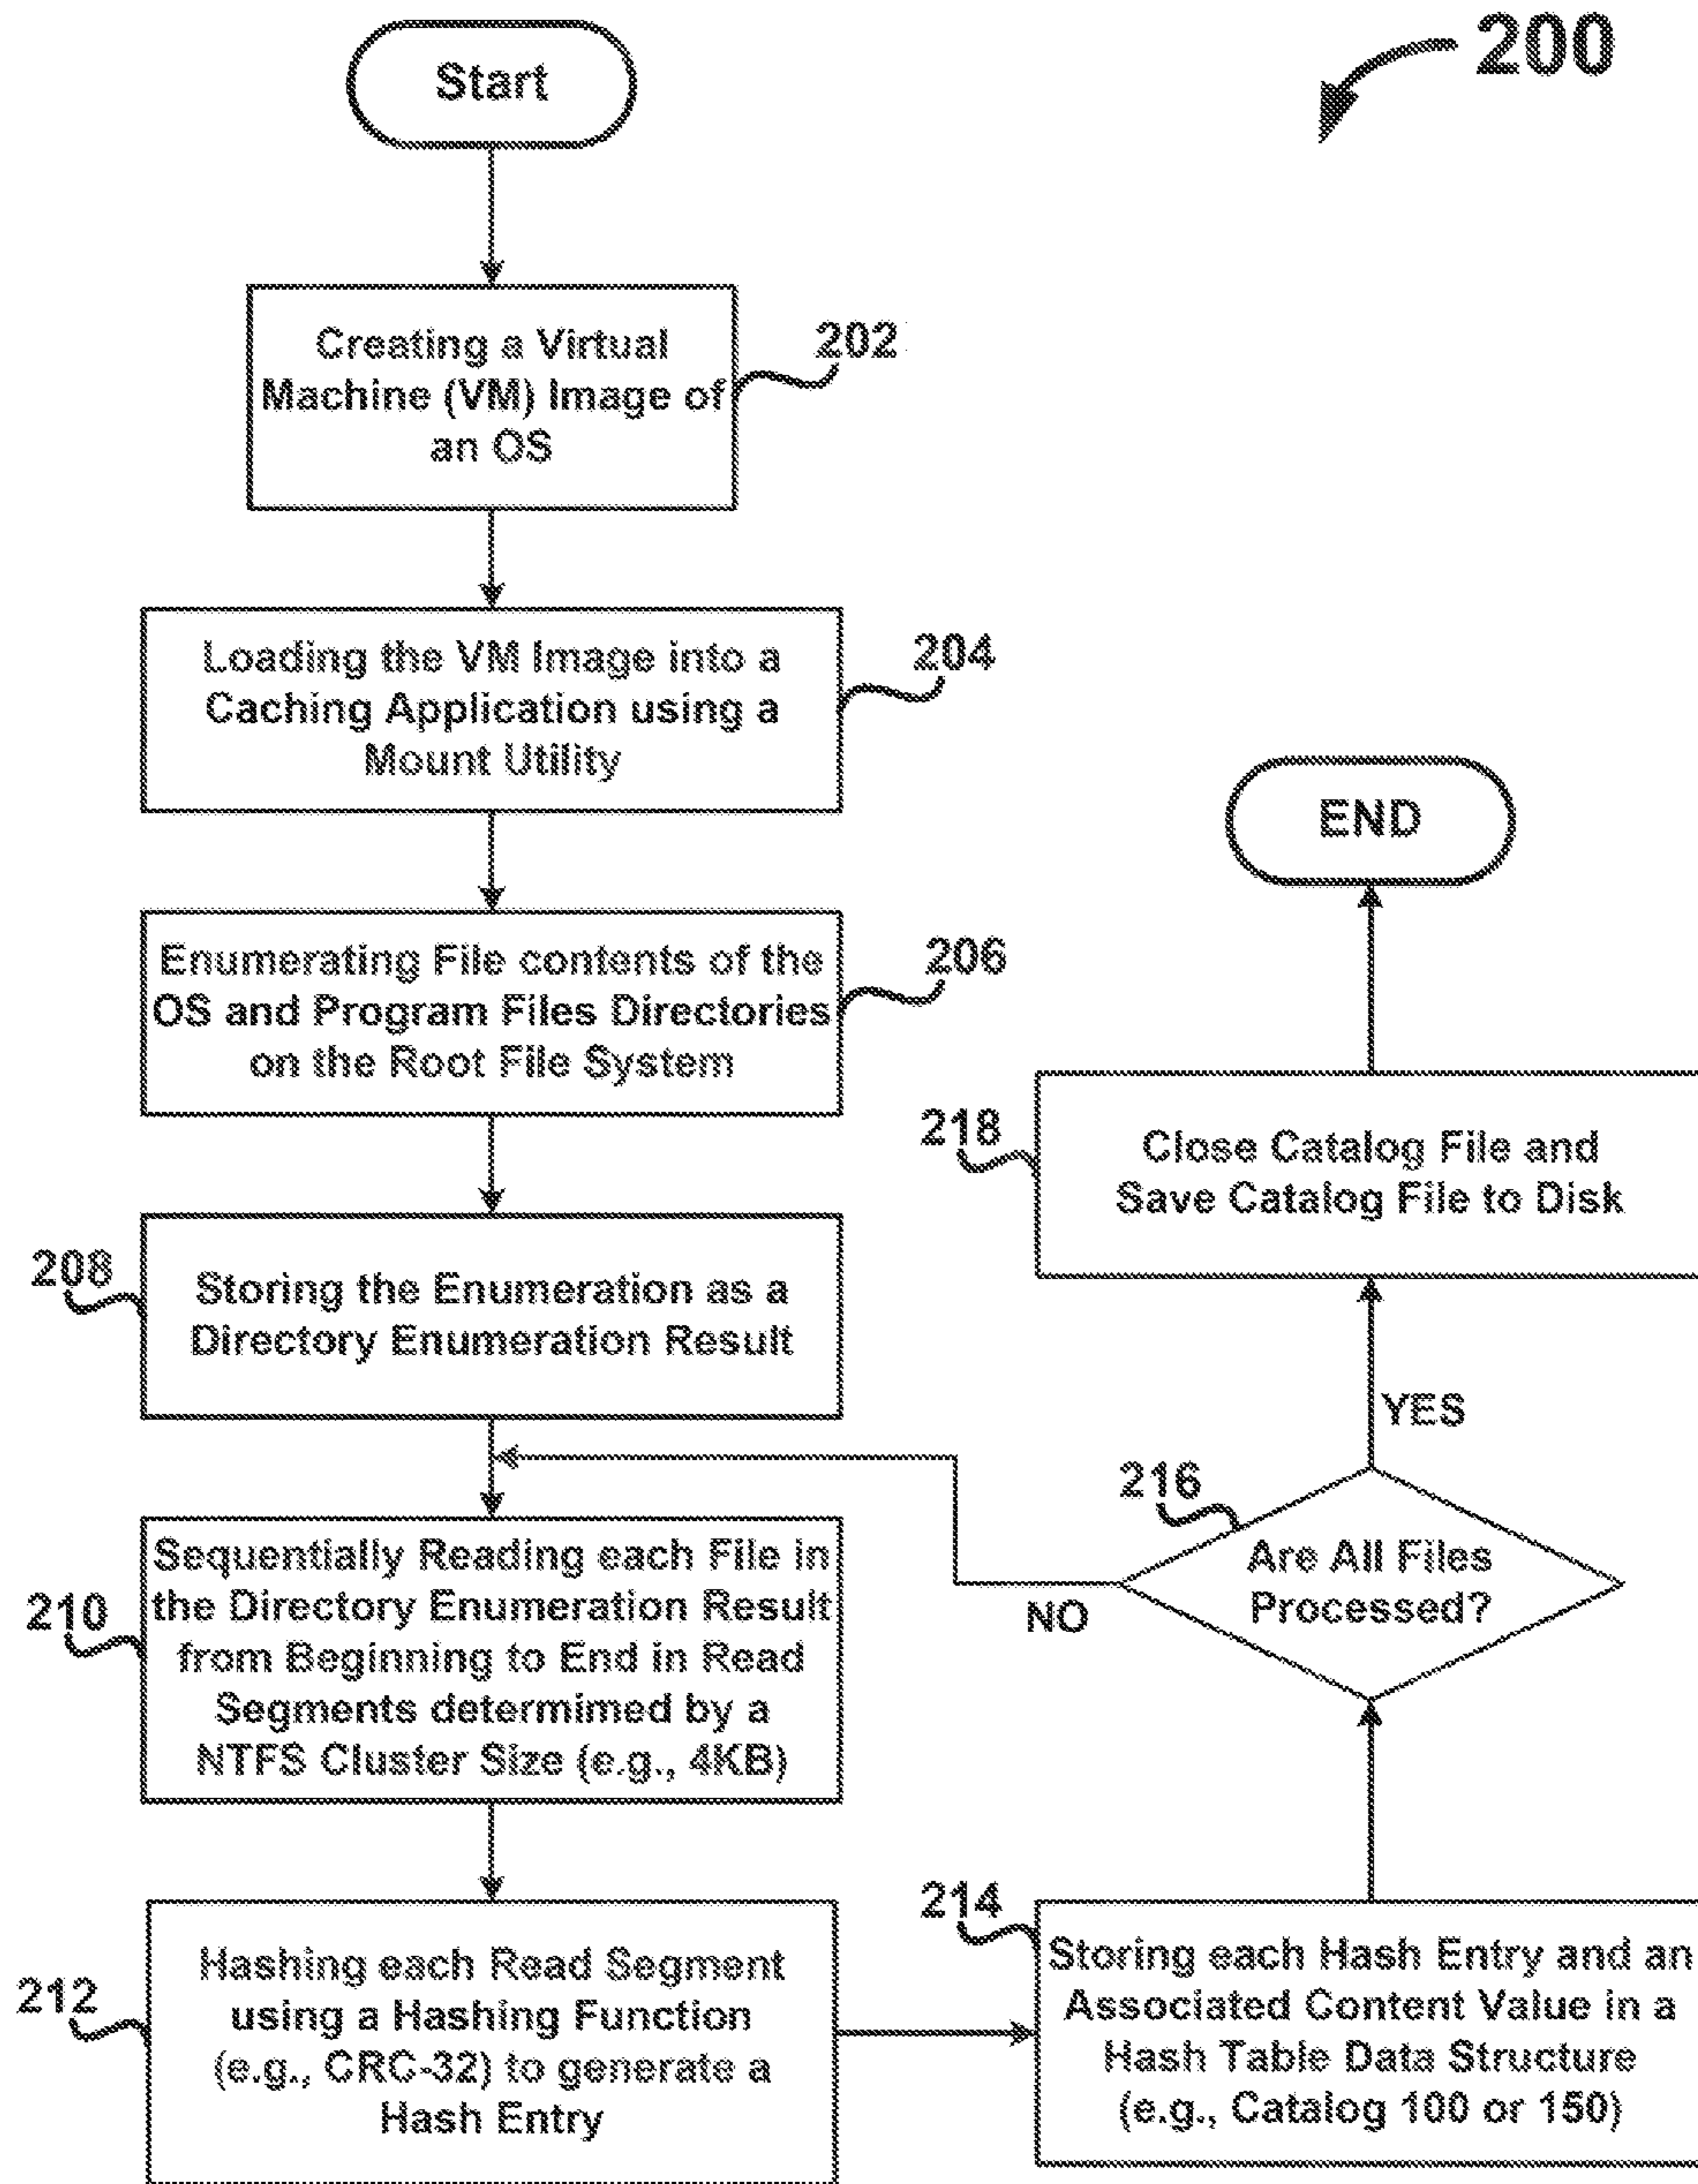 200
Start
Creating a Virtual
Machine (VM) Image of
an OS
202
Loading the VM Image into a
Caching Application using a
Mount Utility
204
Enumerating File contents of the
OS and Program Files Directories
on the Root File System
206
208
Storing the Enumeration as a
Directory Enumeration Result
210
Sequentially Reading each File in
the Directory Enumeration Result
from Beginning to End in Read
Segments determimed by a
NTFS Cluster Size (e.g., 4KB)
212
Hashing each Read Segment
using a Hashing Function
(e.g., CRC-32) to generate a
Hash Entry
214
Storing each Hash Entry and an
Associated Content Value in a
Hash Table Data Structure
(e.g., Catalog 100 or 150)
216
Are All Files
Processed?
NO
YES
218
Close Catalog File and
Save Catalog File to Disk
END